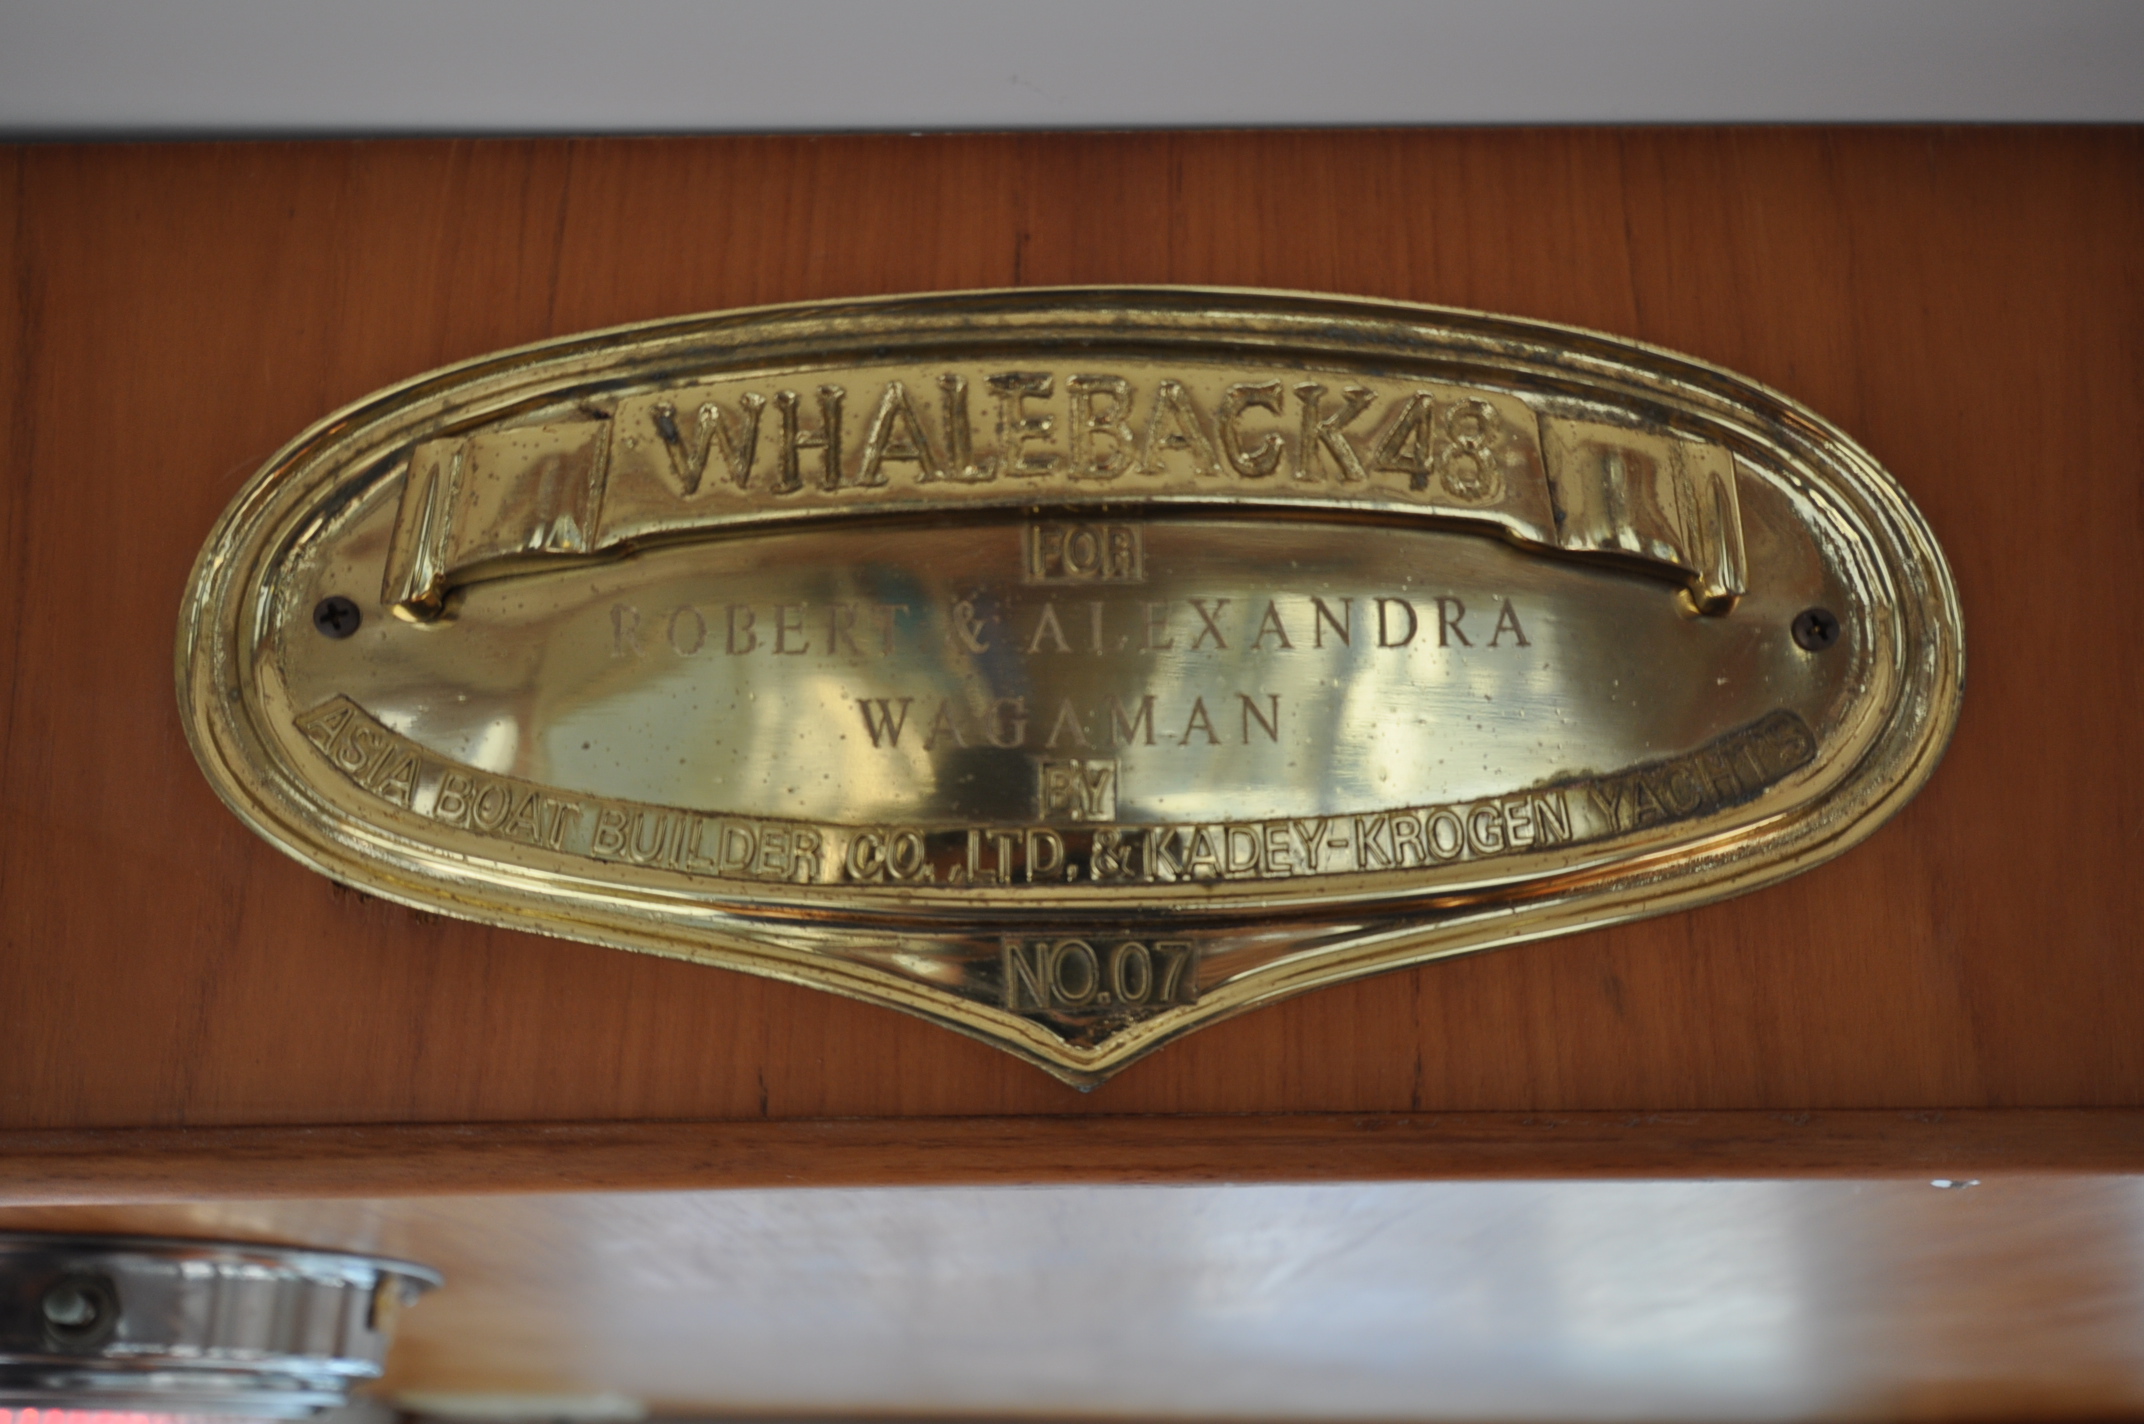 WHALEBACK48
FOR
ROBERT & ALEXANDRA
WAGAMAN
BY
ASIA BOAT BUILDER CO.,LTD, & KADEY-KROGEN YACHTS
NO.07